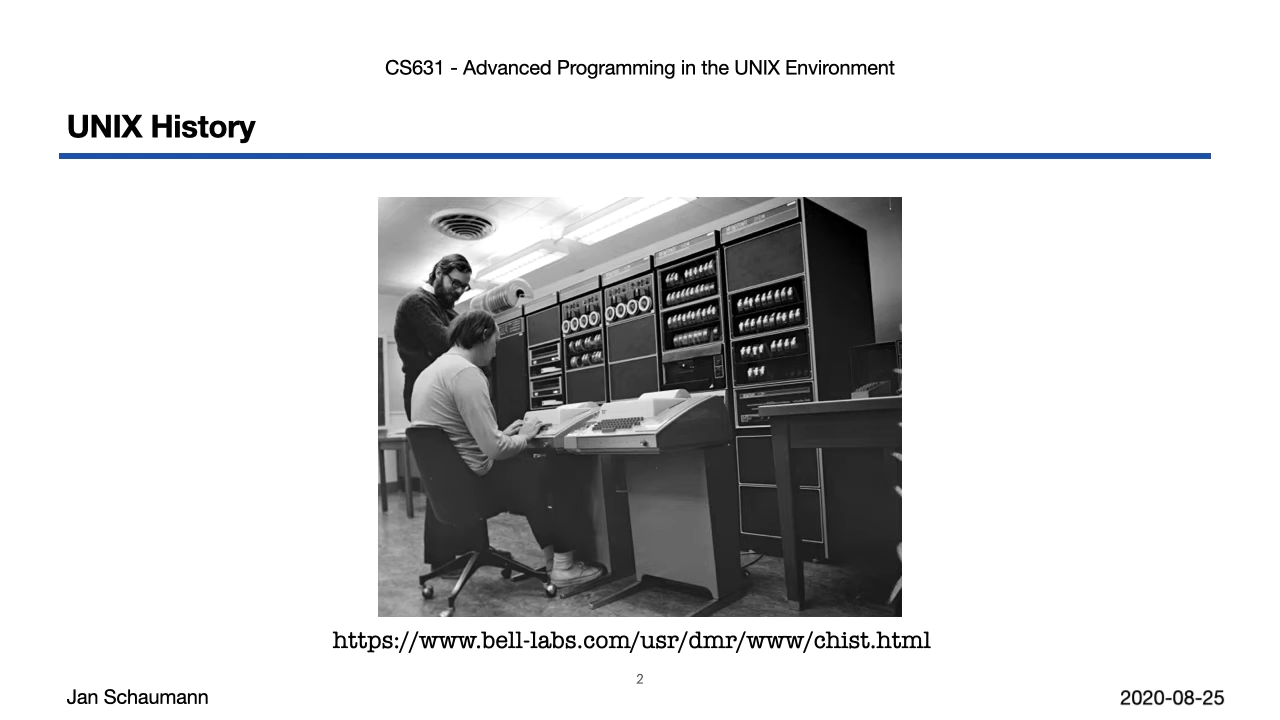 CS631 - Advanced Programming in the UNIX Environment
UNIX History
https://www.bell-labs.com/usr/dmr/www/chist.html
2
Jan Schaumann
2020-08-25